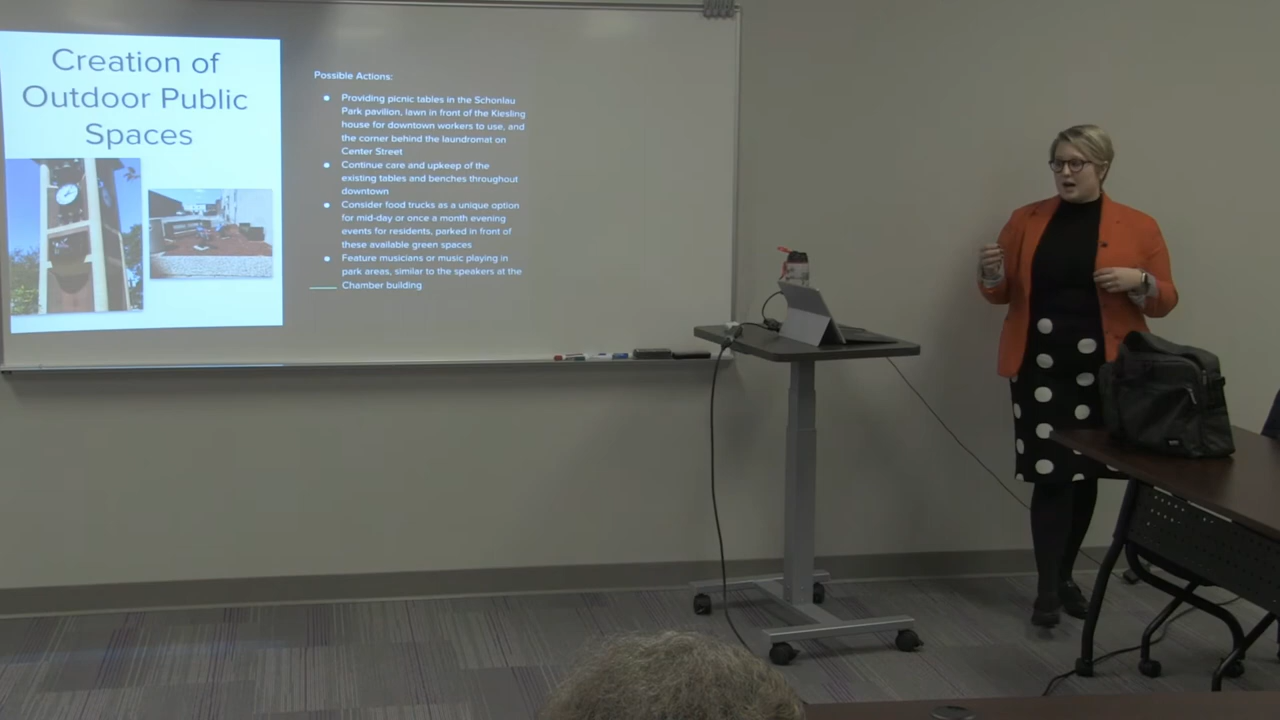 Creation of
Outdoor Public
Spaces
Possible Actions:
Providing picnic tables in the Schonlau
Park pavilion, lawn in front of the Kiesling
house for downtown workers to use, and
the corner behind the laundromat on
Center Street
Continue care and upkeep of the
existing tables and benches throughout
downtown
Consider food trucks as a unique option
for mid-day or once a month evening
events for residents, parked in front of
these available green spaces
Feature musicians or music playing in
park areas, similar to the speakers at the
Chamber building